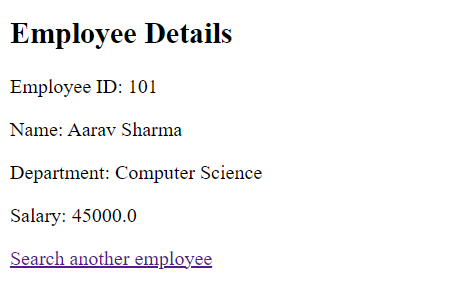 Employee Details
Employee ID: 101
Name: Aarav Sharma
Department: Computer Science
Salary: 45000.0
Search another employee